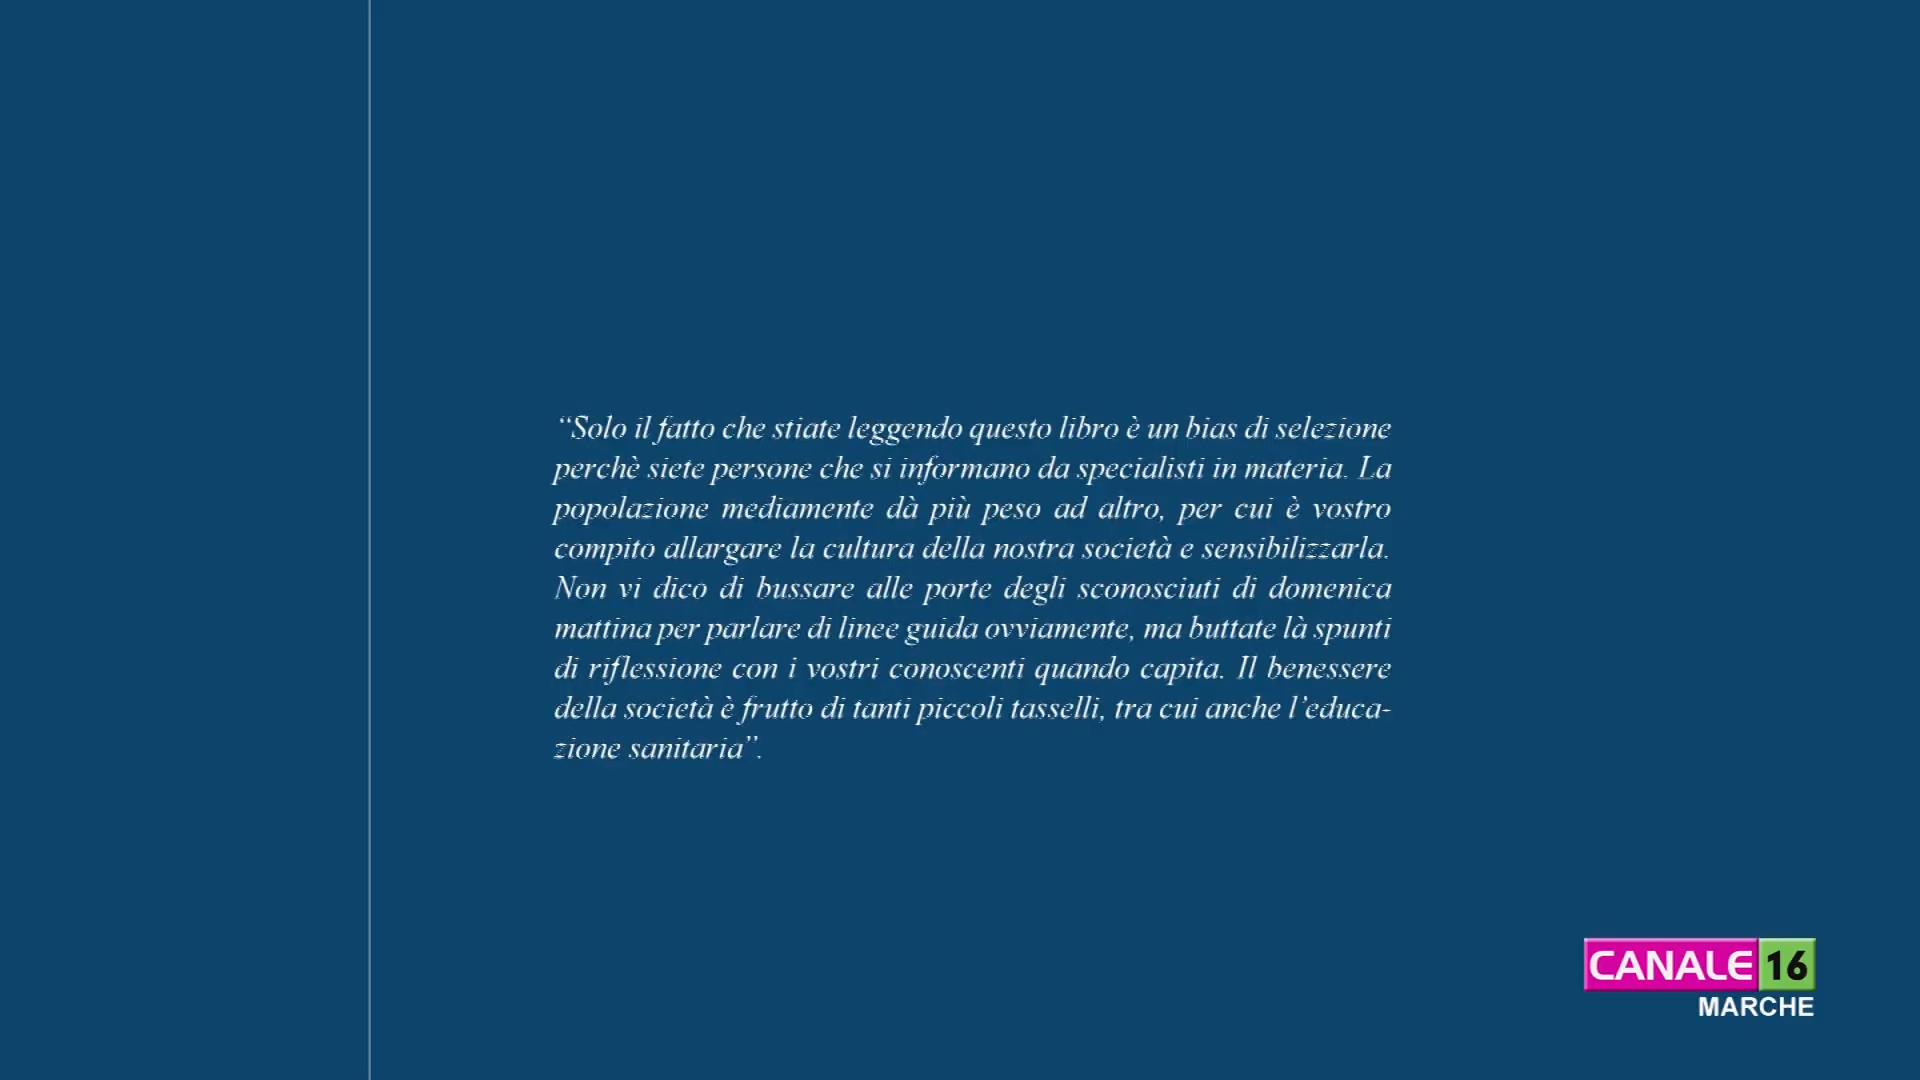 “Solo il fatto che stiate leggendo questo libro è un bias di selezione
perchè siete persone che si informano da specialisti in materia. La
popolazione mediamente dà più peso ad altro, per cui è vostro
compito allargare la cultura della nostra società e sensibilizzarla.
Non vi dico di bussare alle porte degli sconosciuti di domenica
mattina per parlare di linee guida ovviamente, ma buttate là spunti
di riflessione con i vostri conoscenti quando capita. Il benessere
della società è frutto di tanti piccoli tasselli, tra cui anche l’educa-
zione sanitaria”.
CANALE 16
MARCHE